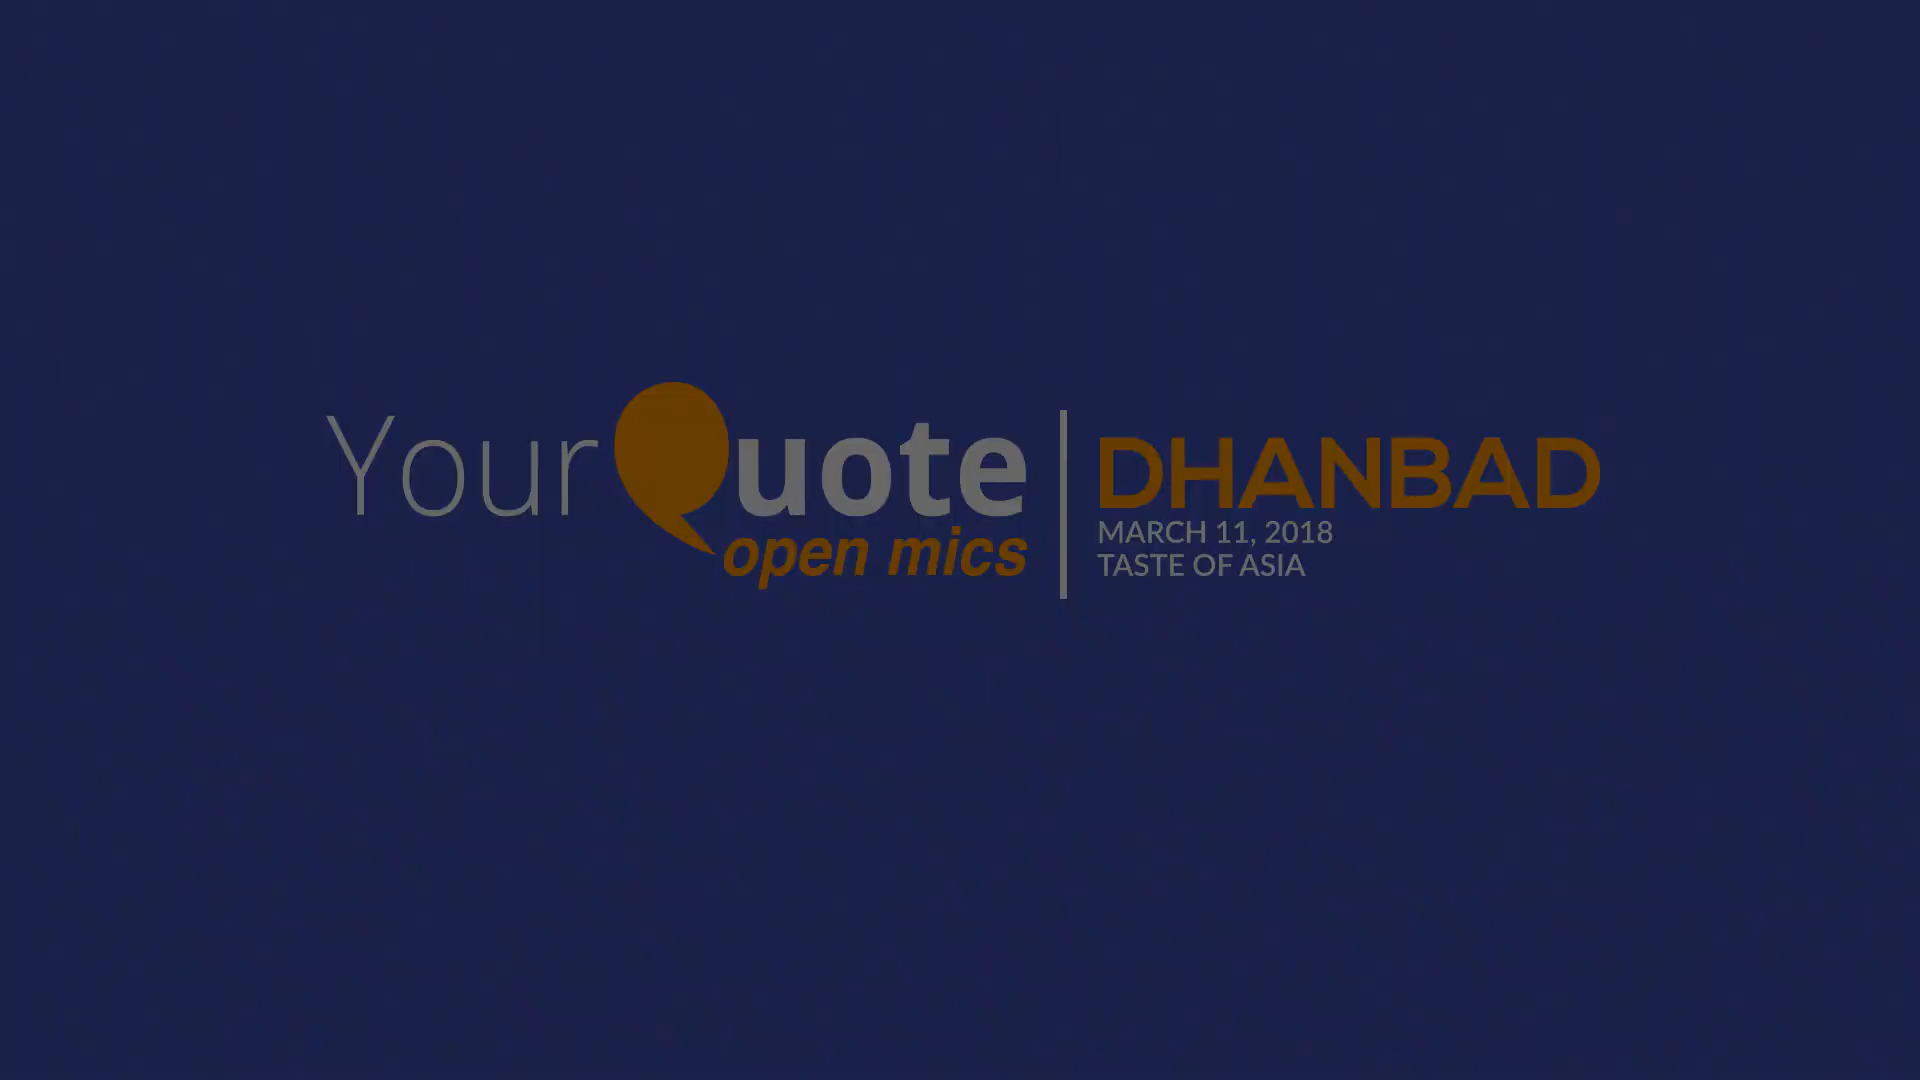 YourQuote
open mics
DHANBAD
MARCH 11, 2018
TASTE OF ASIA